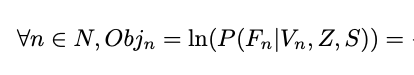 ∀n ∈ N, Obj_n = ln(P(F_n|V_n, Z, S)) =